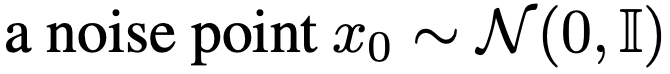 a noise point x₀ ∼ 𝒩(0, 𝕀)